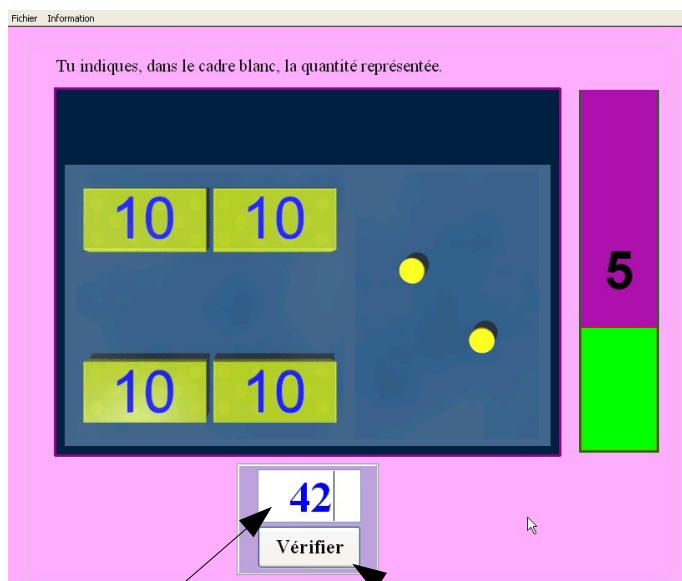 Fichier Information
Tu indiques, dans le cadre blanc, la quantité représentée.
10 10
5
10 10
42
Vérifier